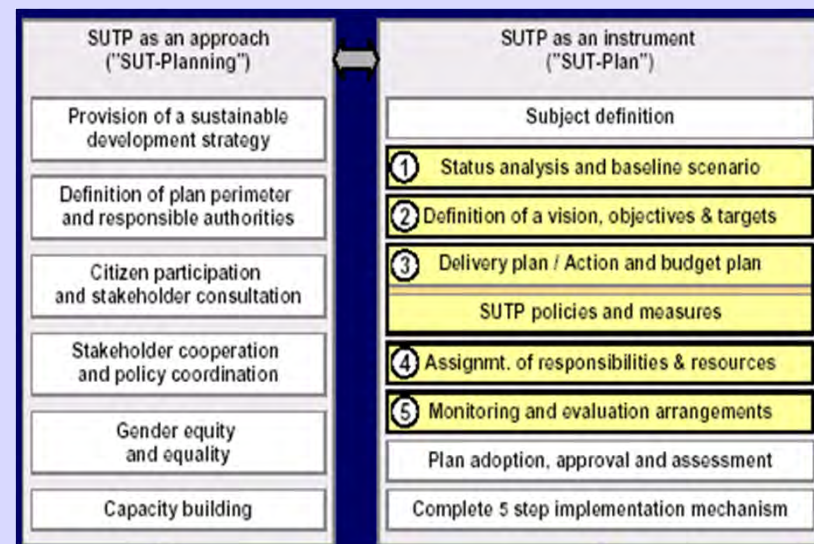 SUTP as an approach
("SUT-Planning")
Provision of a sustainable
development strategy
Definition of plan perimeter
and responsible authorities
Citizen participation
and stakeholder consultation
Stakeholder cooperation
and policy coordination
Gender equity
and equality
Capacity building
SUTP as an instrument
("SUT-Plan")
Subject definition
1 Status analysis and baseline scenario
2 Definition of a vision, objectives & targets
3 Delivery plan / Action and budget plan
SUTP policies and measures
4 Assignmt. of responsibilities & resources
5 Monitoring and evaluation arrangements
Plan adoption, approval and assessment
Complete 5 step implementation mechanism